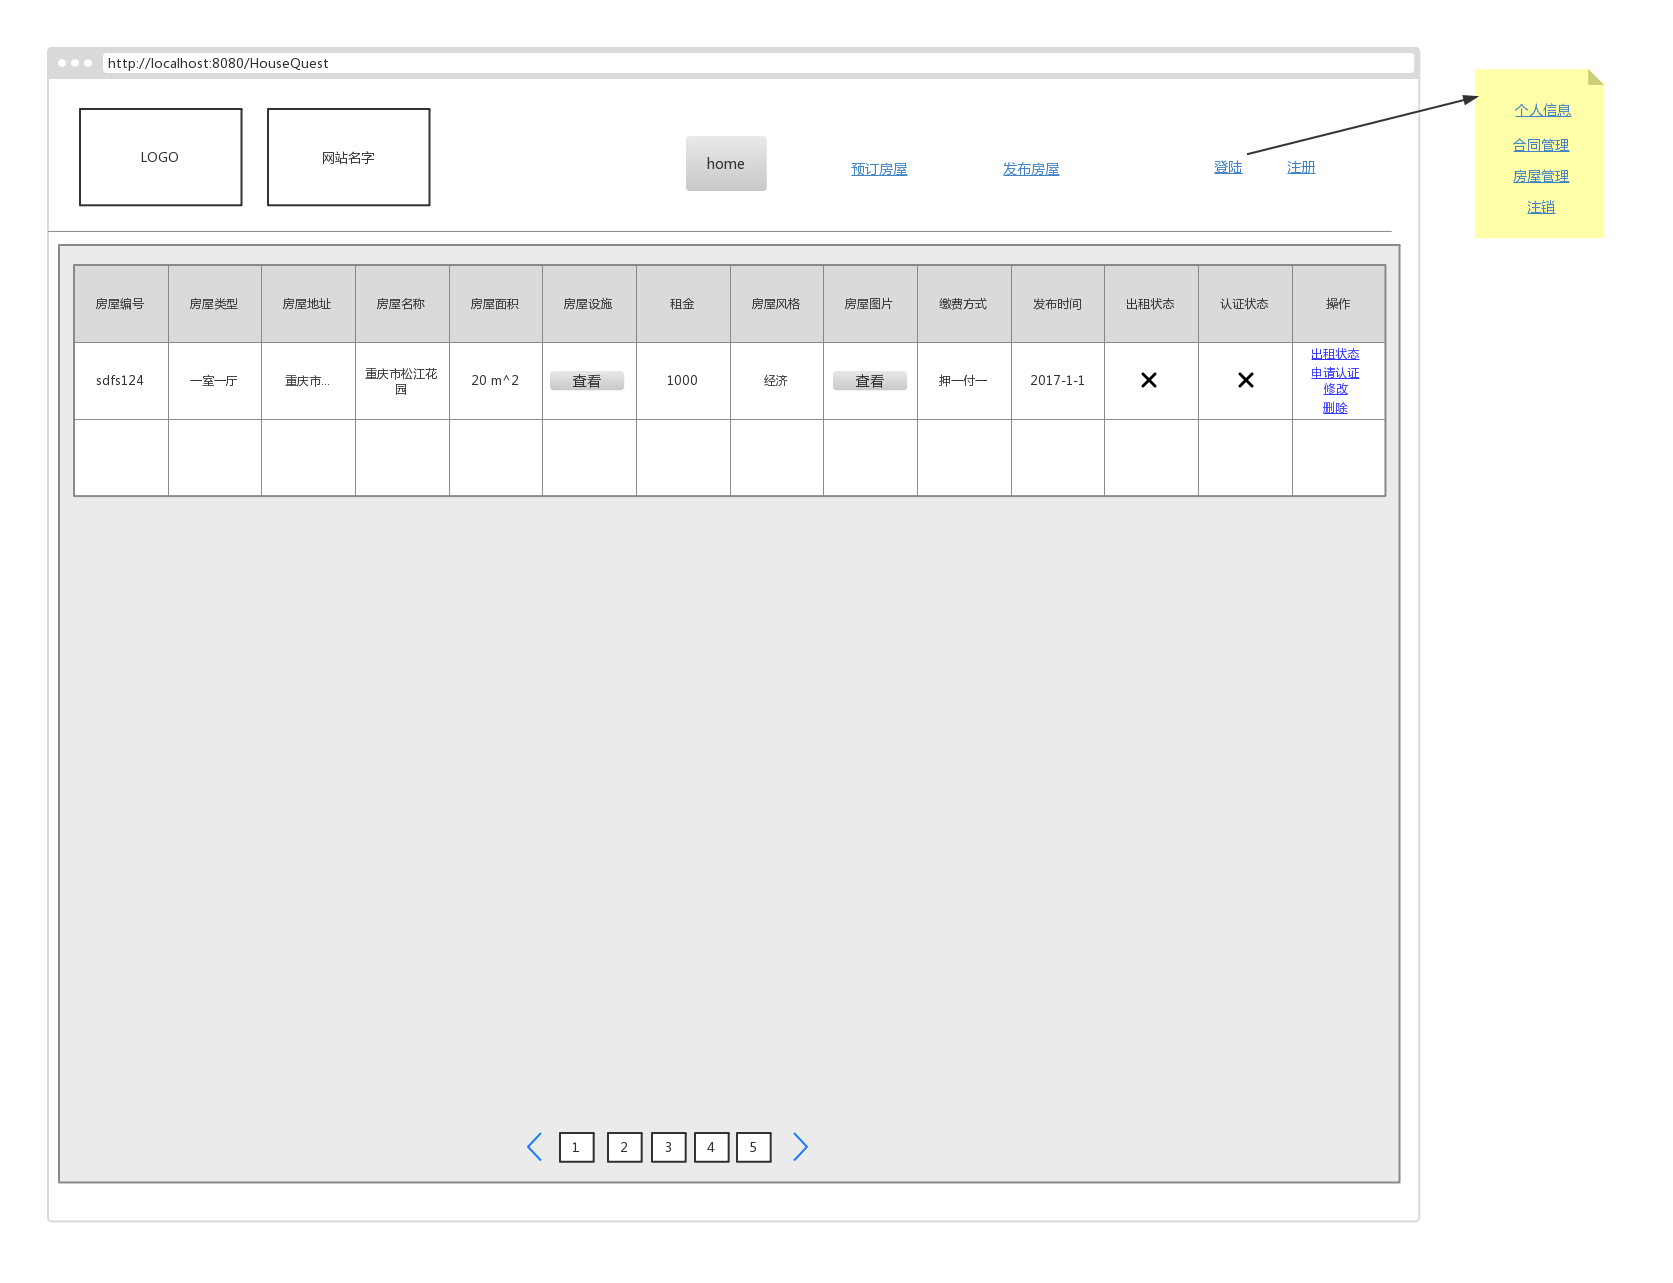 http://localhost:8080/HouseQuest
LOGO
网站名字
home
预订房屋
发布房屋
登陆
注册
个人信息
合同管理
房屋管理
注销
房屋编号
房屋类型
房屋地址
房屋名称
房屋面积
房屋设施
租金
房屋风格
房屋图片
缴费方式
发布时间
出租状态
认证状态
操作
sdfs124
一室一厅
重庆市...
重庆市松江花
园
20 m^2
查看
1000
经济
查看
押一付一
2017-1-1
出租状态
申请认证
修改
删除
1
2
3
4
5